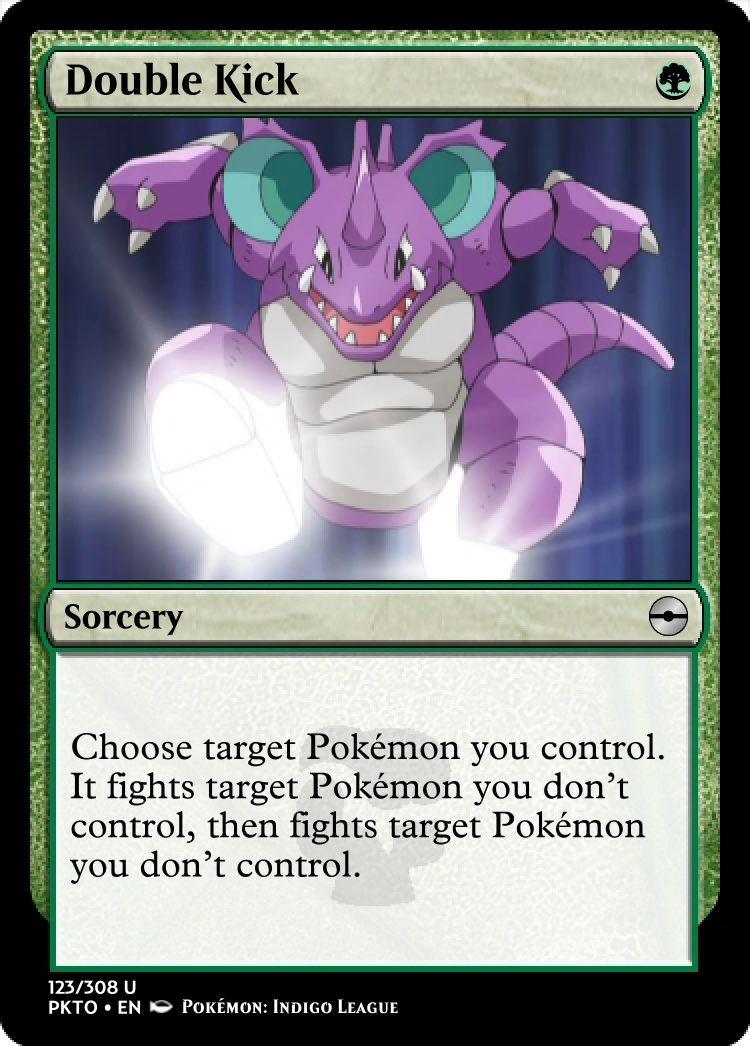 Double Kick
Sorcery
Choose target Pokémon you control.
It fights target Pokémon you don't
control, then fights target Pokémon
you don't control.
123/308 U
PKTO • EN Pokémon: Indigo League